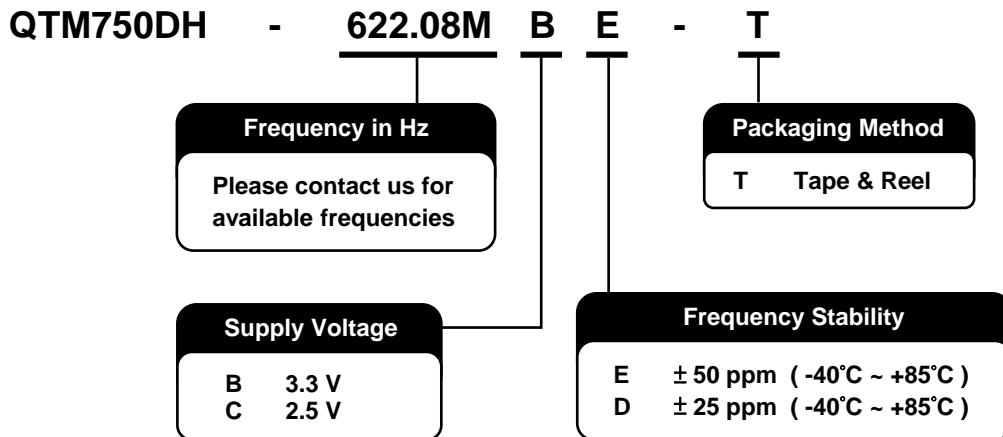 QTM750DH - 622.08M B E - T
Frequency in Hz
Please contact us for
available frequencies
Packaging Method
T Tape & Reel
Supply Voltage
B 3.3 V
C 2.5 V
Frequency Stability
E ± 50 ppm ( -40°C ~ +85°C )
D ± 25 ppm ( -40°C ~ +85°C )